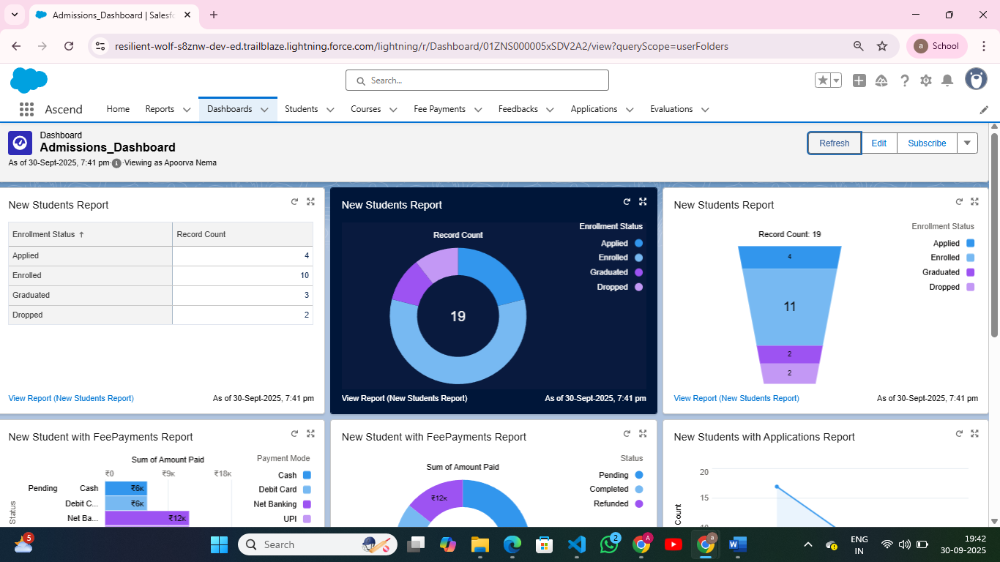 Admissions_Dashboard | Salesfo
resilient-wolf-s8znw-dev-ed.trailblaze.lightning.force.com/lightning/r/Dashboard/01ZNS000005xSDV2A2/view?queryScope=userFolders
a School
Search...
Ascend Home Reports Dashboards Students Courses Fee Payments Feedbacks Applications Evaluations
Dashboard
Admissions_Dashboard
As of 30-Sept-2025, 7:41 pm·Viewing as Apoorva Nema
Refresh Edit Subscribe
New Students Report
Enrollment Status ↑ Record Count
Applied 4
Enrolled 10
Graduated 3
Dropped 2
View Report (New Students Report) As of 30-Sept-2025, 7:41 pm
New Students Report
Record Count
Enrollment Status
Applied
Enrolled
Graduated
Dropped
19
View Report (New Students Report) As of 30-Sept-2025, 7:41 pm
New Students Report
Record Count: 19
Enrollment Status
Applied
Enrolled
Graduated
Dropped
4
11
2
2
View Report (New Students Report) As of 30-Sept-2025, 7:41 pm
New Student with FeePayments Report
Sum of Amount Paid
₹0 ₹9K ₹18K
Payment Mode
Cash
Debit Card
Net Banking
UPI
Status
Pending Cash ₹6K
Debit C... ₹6K
Net Ba... ₹12K
New Student with FeePayments Report
Sum of Amount Paid
Status
Pending
Completed
Refunded
₹12K
New Students with Applications Report
20
15
10
Count
5
Search
2
A
a
ENG
IN
19:42
30-09-2025